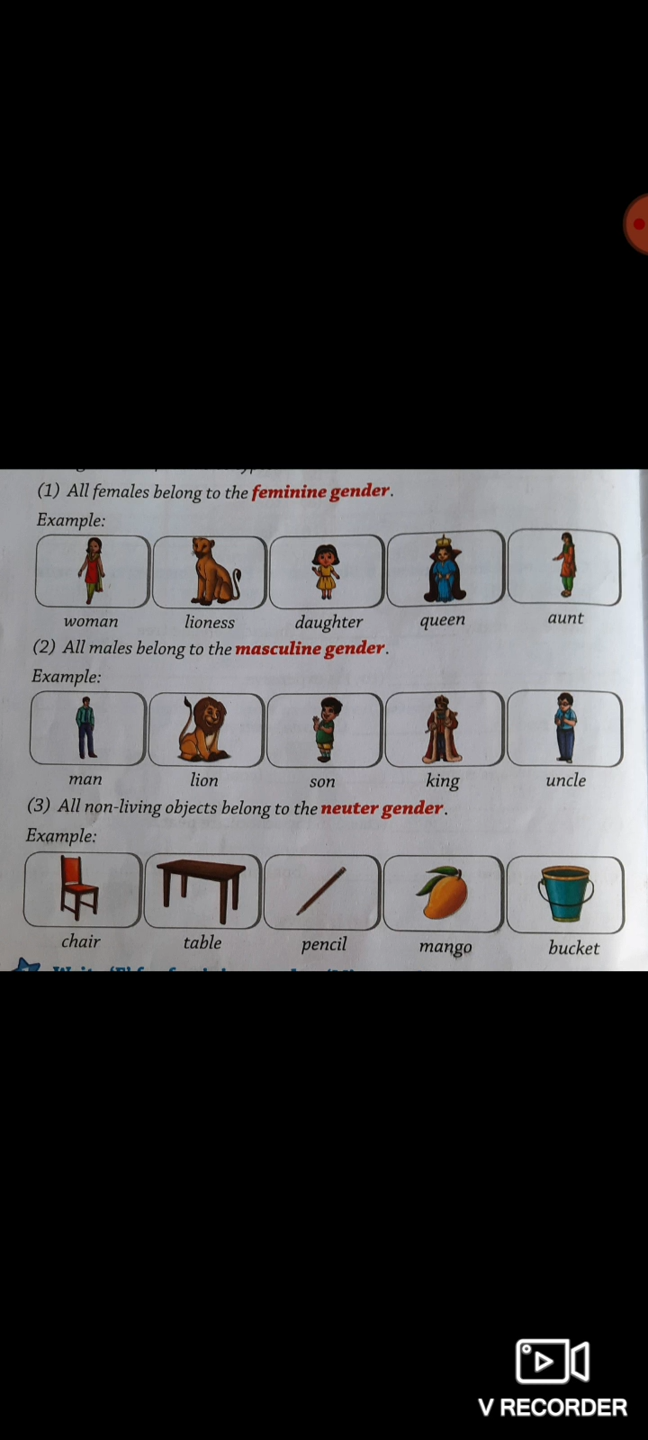 (1) All females belong to the feminine gender.
Example:
woman lioness daughter queen aunt
(2) All males belong to the masculine gender.
Example:
man lion son king uncle
(3) All non-living objects belong to the neuter gender.
Example:
chair table pencil mango bucket
V RECORDER